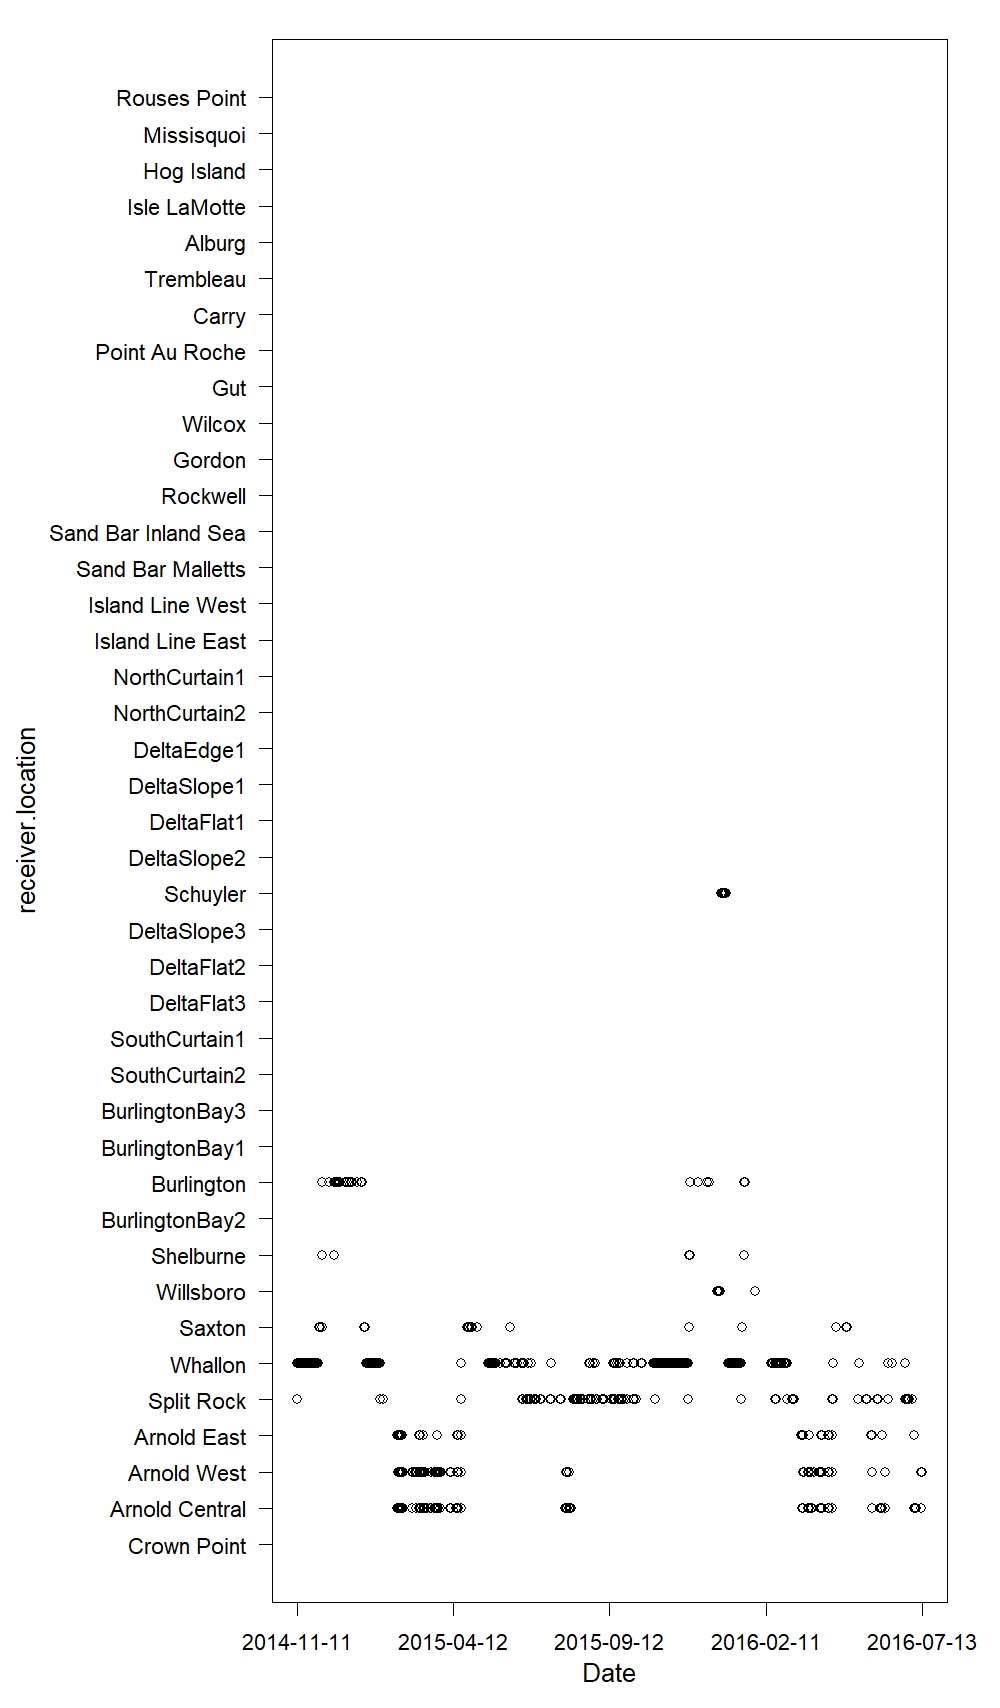 Rouses Point
Missisquoi
Hog Island
Isle LaMotte
Alburg
Trembleau
Carry
Point Au Roche
Gut
Wilcox
Gordon
Rockwell
Sand Bar Inland Sea
Sand Bar Malletts
Island Line West
Island Line East
NorthCurtain1
NorthCurtain2
DeltaEdge1
DeltaSlope1
DeltaFlat1
DeltaSlope2
Schuyler
DeltaSlope3
DeltaFlat2
DeltaFlat3
SouthCurtain1
SouthCurtain2
BurlingtonBay3
BurlingtonBay1
Burlington
BurlingtonBay2
Shelburne
Willsboro
Saxton
Whallon
Split Rock
Arnold East
Arnold West
Arnold Central
Crown Point
receiver.location
2014-11-11 2015-04-12 2015-09-12 2016-02-11 2016-07-13
Date